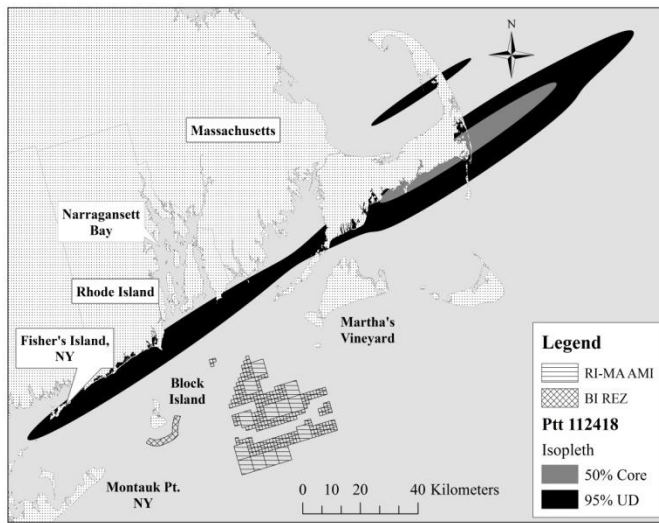 N
Massachusetts
Narragansett
Bay
Rhode Island
Fisher's Island,
NY
Martha's
Vineyard
Block
Island
Montauk Pt.
NY
0 10 20 40 Kilometers
Legend
RI-MA AMI
BI REZ
Ptt 112418
Isopleth
50% Core
95% UD